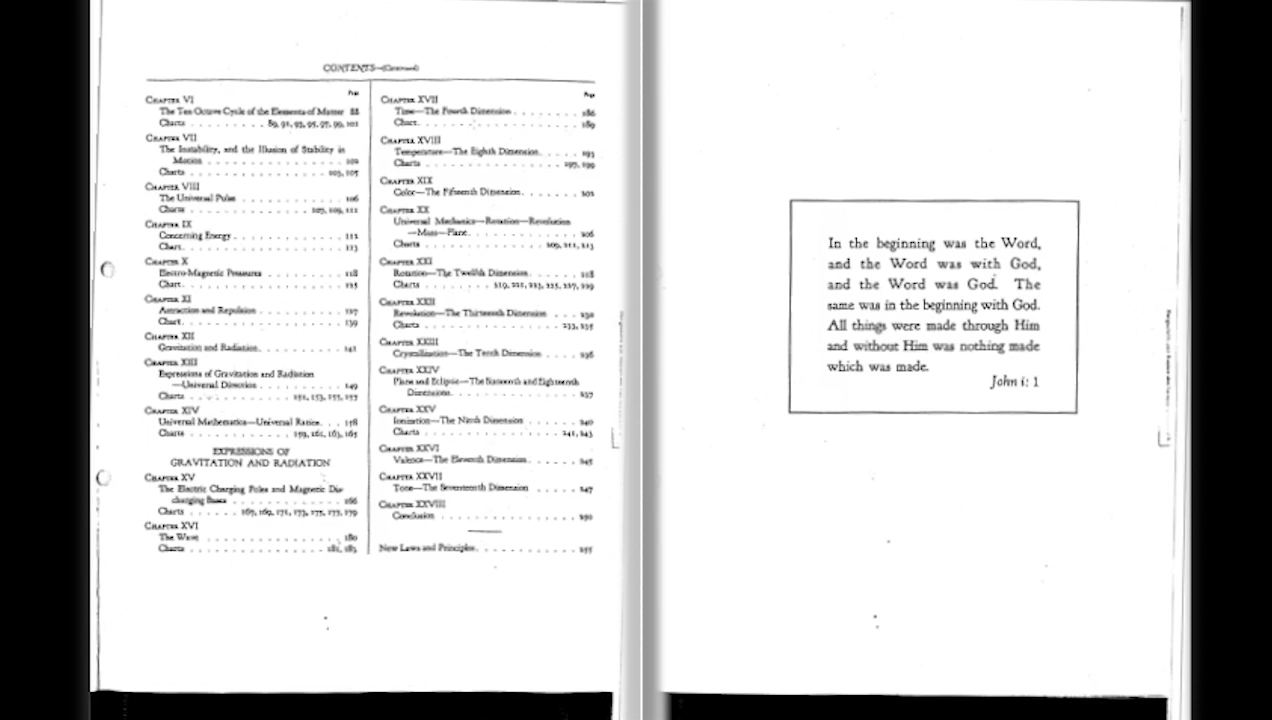 CONTENTS—(Continued)
Page
CHAPTER VI
The Ten Octave Cycle of the Elements of Matter 88
Charts . . . . . . . . . . 89, 91, 93, 95, 97, 99, 101
CHAPTER VII
The Instability, and the Illusion of Stability in
Motion . . . . . . . . . . 102
Charts . . . . . . . . . . 103, 105
CHAPTER VIII
The Universal Pulse . . . . . . . . . . 106
Charts . . . . . . . . . . 107, 109, 111
CHAPTER IX
Concerning Energy . . . . . . . . . . 112
Chart . . . . . . . . . . 113
CHAPTER X
Electro-Magnetic Pressures . . . . . . . . 118
Chart . . . . . . . . . . 125
CHAPTER XI
Attraction and Repulsion . . . . . . . . . 127
Chart . . . . . . . . . . 139
CHAPTER XII
Gravitation and Radiation . . . . . . . . . 141
CHAPTER XIII
Expressions of Gravitation and Radiation
—Universal Direction . . . . . . . . 149
Charts . . . . . . . . . . 151, 153, 155, 157
CHAPTER XIV
Universal Mathematics—Universal Ratios . . . 158
Charts . . . . . . . . . . 159, 161, 163, 165
EXPRESSIONS OF
GRAVITATION AND RADIATION
CHAPTER XV
The Electric Charging Poles and Magnetic Dis-
charging Bases . . . . . . . . . . 166
Charts . . . . . . 167, 169, 171, 173, 175, 177, 179
CHAPTER XVI
The Wave . . . . . . . . . . 180
Charts . . . . . . . . . . 181, 183
Page
CHAPTER XVII
Time—The Fourth Dimension . . . . . . . . 186
Chart . . . . . . . . . . 189
CHAPTER XVIII
Temperature—The Eighth Dimension . . . . . 193
Charts . . . . . . . . . . 197, 199
CHAPTER XIX
Color—The Fifteenth Dimension . . . . . . 202
CHAPTER XX
Universal Mechanics—Rotation—Revolution
—Mass—Plane . . . . . . . . . . 206
Charts . . . . . . . . . . 209, 211, 213
CHAPTER XXI
Rotation—The Twelfth Dimension . . . . . . 218
Charts . . . . . . . . 219, 221, 223, 225, 227, 229
CHAPTER XXII
Revolution—The Thirteenth Dimension . . . 232
Charts . . . . . . . . . . 233, 235
CHAPTER XXIII
Crystallization—The Tenth Dimension . . . . 236
CHAPTER XXIV
Plane and Ecliptic—The Sixteenth and Eighteenth
Dimensions . . . . . . . . . . 237
CHAPTER XXV
Ionization—The Ninth Dimension . . . . . . 240
Charts . . . . . . . . . . 241, 243
CHAPTER XXVI
Valence—The Eleventh Dimension . . . . . . 245
CHAPTER XXVII
Tone—The Seventeenth Dimension . . . . . 247
CHAPTER XXVIII
Conclusion . . . . . . . . . . 250
New Laws and Principles . . . . . . . . . 255
In the beginning was the Word,
and the Word was with God,
and the Word was God. The
same was in the beginning with God.
All things were made through Him
and without Him was nothing made
which was made.
John i: 1